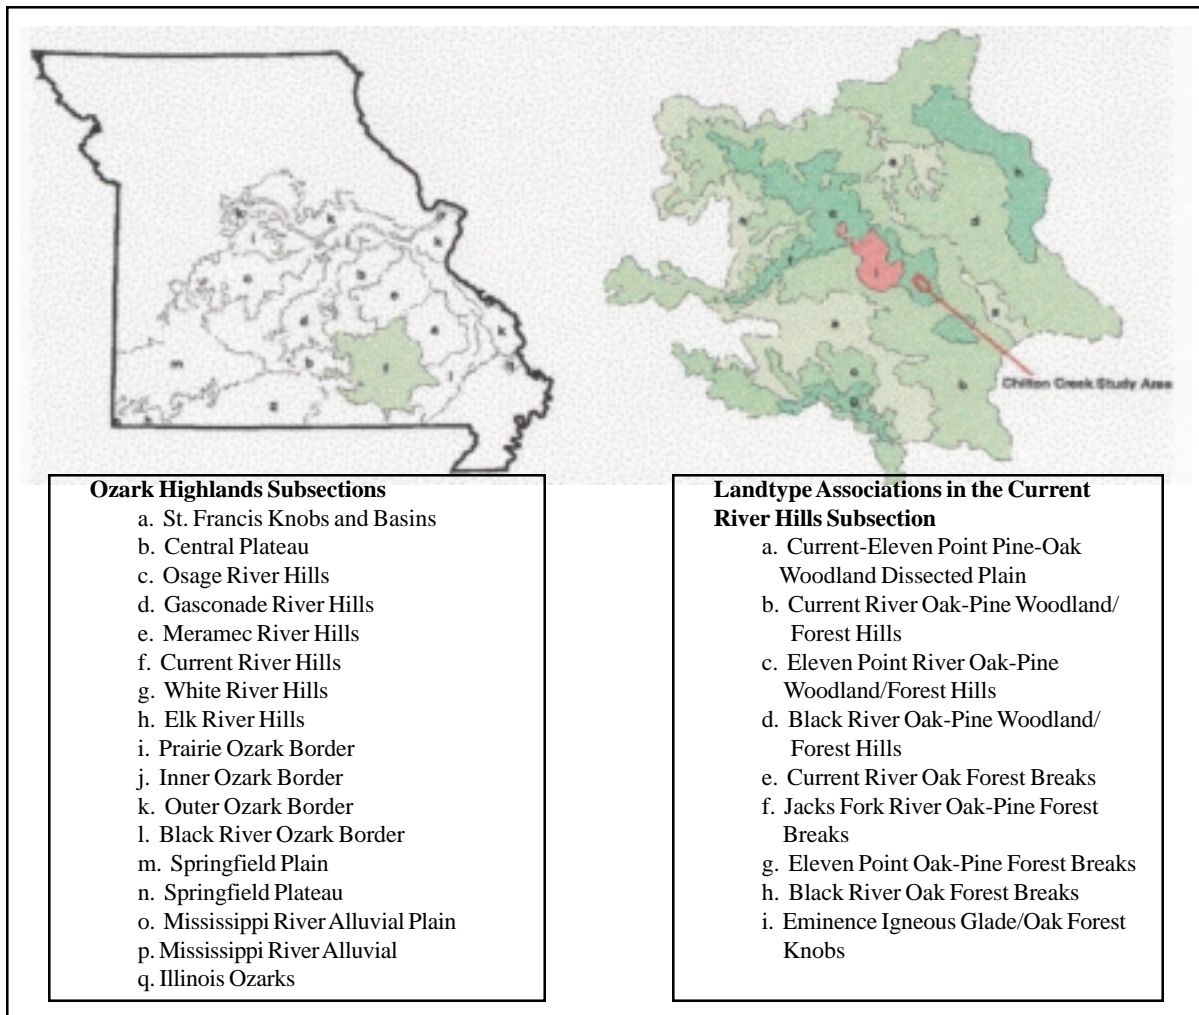 Chilton Creek Study Area
Ozark Highlands Subsections
a. St. Francis Knobs and Basins
b. Central Plateau
c. Osage River Hills
d. Gasconade River Hills
e. Meramec River Hills
f. Current River Hills
g. White River Hills
h. Elk River Hills
i. Prairie Ozark Border
j. Inner Ozark Border
k. Outer Ozark Border
l. Black River Ozark Border
m. Springfield Plain
n. Springfield Plateau
o. Mississippi River Alluvial Plain
p. Mississippi River Alluvial
q. Illinois Ozarks
Landtype Associations in the Current
River Hills Subsection
a. Current-Eleven Point Pine-Oak
Woodland Dissected Plain
b. Current River Oak-Pine Woodland/
Forest Hills
c. Eleven Point River Oak-Pine
Woodland/Forest Hills
d. Black River Oak-Pine Woodland/
Forest Hills
e. Current River Oak Forest Breaks
f. Jacks Fork River Oak-Pine Forest
Breaks
g. Eleven Point Oak-Pine Forest Breaks
h. Black River Oak Forest Breaks
i. Eminence Igneous Glade/Oak Forest
Knobs